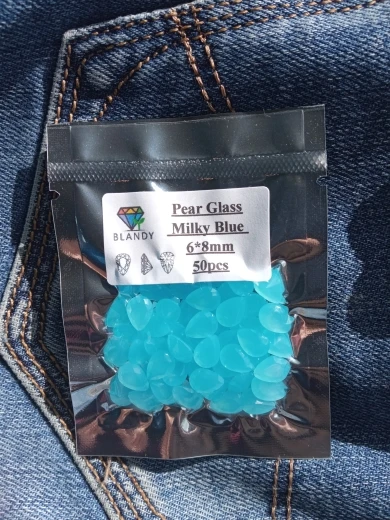 Pear Glass
Milky Blue
6*8mm
50pcs
BLANDY